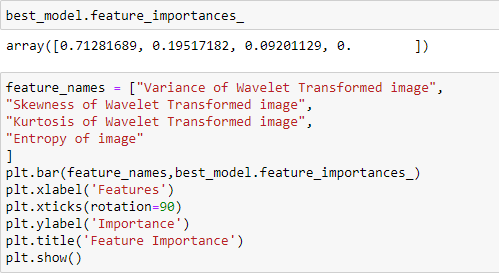 best_model.feature_importances_
array([0.71281689, 0.19517182, 0.09201129, 0.        ])
feature_names = ["Variance of Wavelet Transformed image",
"Skewness of Wavelet Transformed image",
"Kurtosis of Wavelet Transformed image",
"Entropy of image"
]
plt.bar(feature_names,best_model.feature_importances_)
plt.xlabel('Features')
plt.xticks(rotation=90)
plt.ylabel('Importance')
plt.title('Feature Importance')
plt.show()